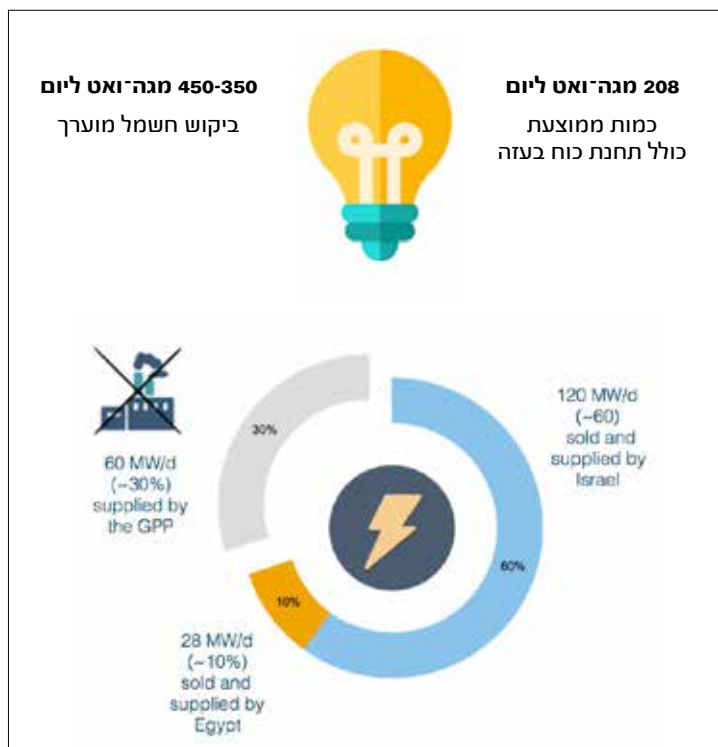 208 מגה־ואט ליום
כמות ממוצעת
כולל תחנת כוח בעזה
450-350 מגה־ואט ליום
ביקוש חשמל מוערך
120 MW/d
(~60)
sold and
supplied by
Israel
60%
30%
60 MW/d
(~30%)
supplied by
the GPP
10%
28 MW/d
(~10%)
sold and
supplied by
Egypt